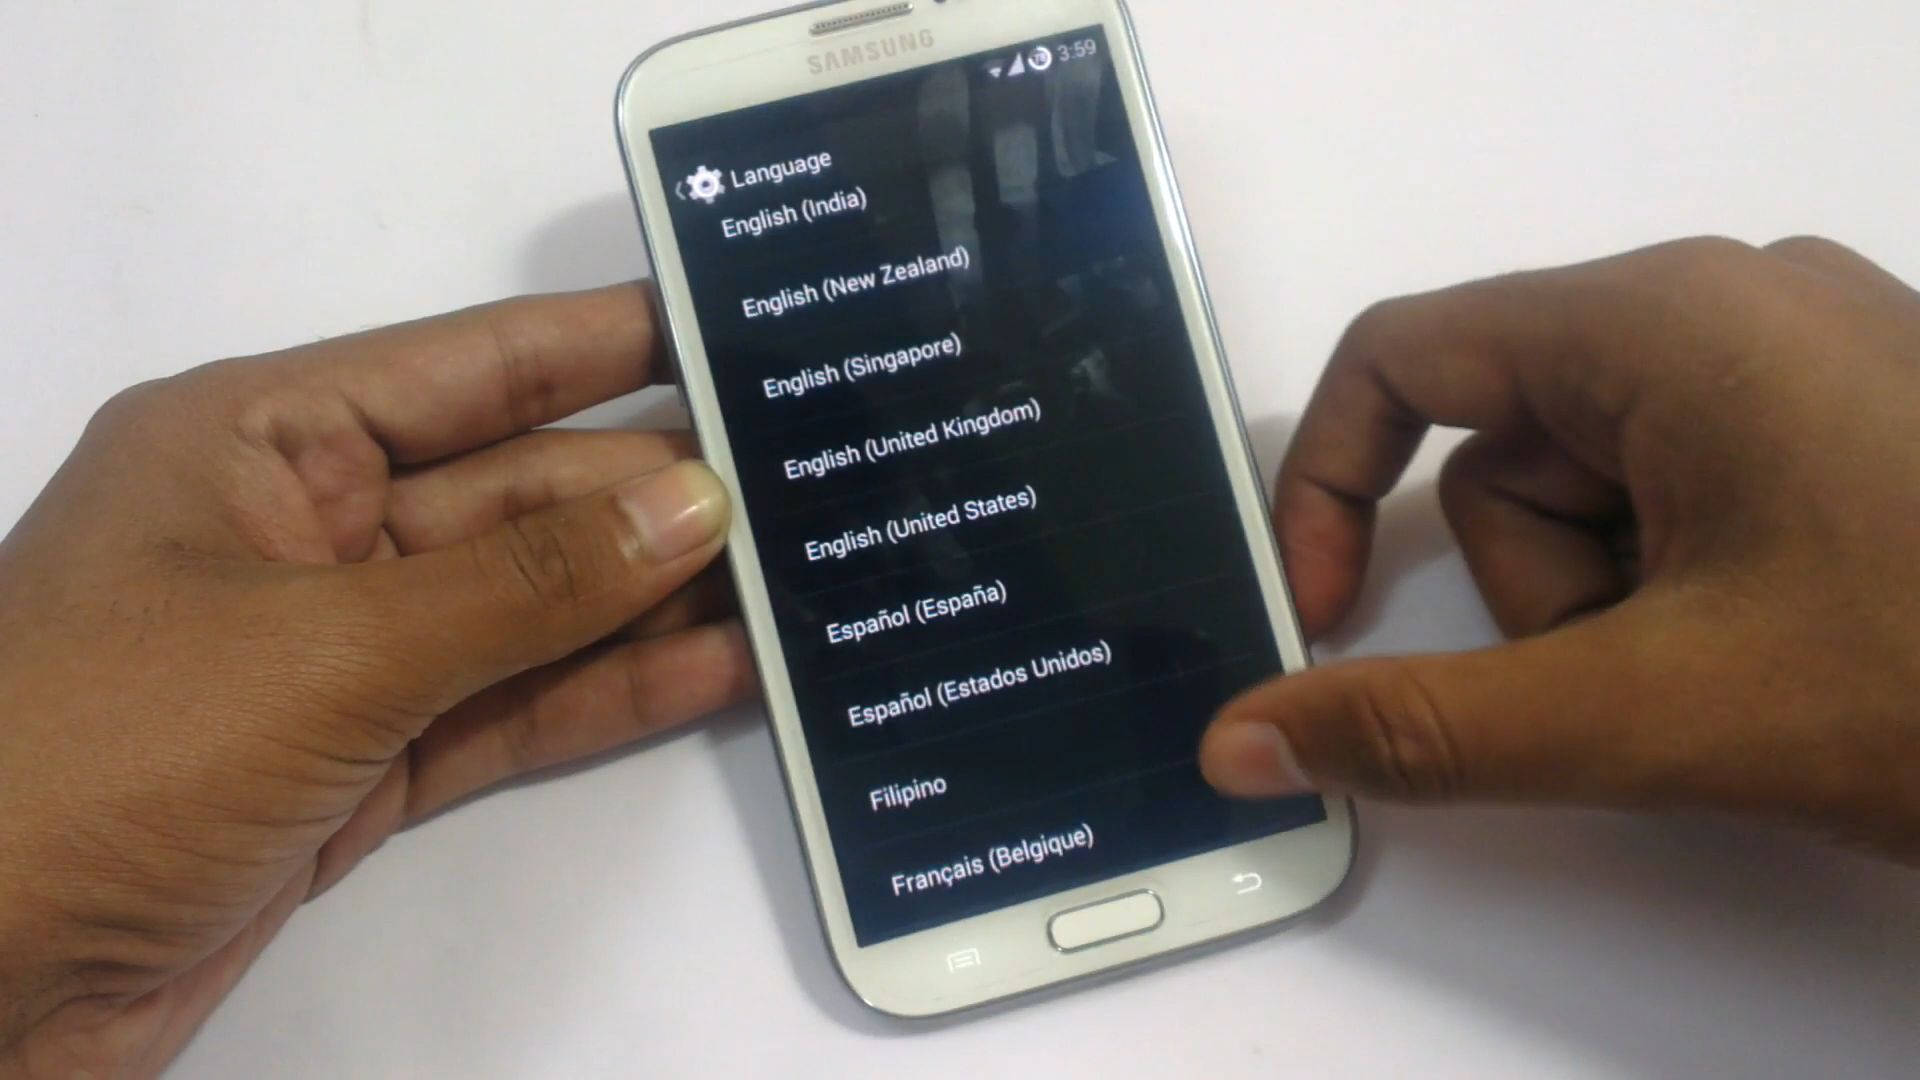 SAMSUNG
78 3:59
Language
English (India)
English (New Zealand)
English (Singapore)
English (United Kingdom)
English (United States)
Español (España)
Español (Estados Unidos)
Filipino
Français (Belgique)